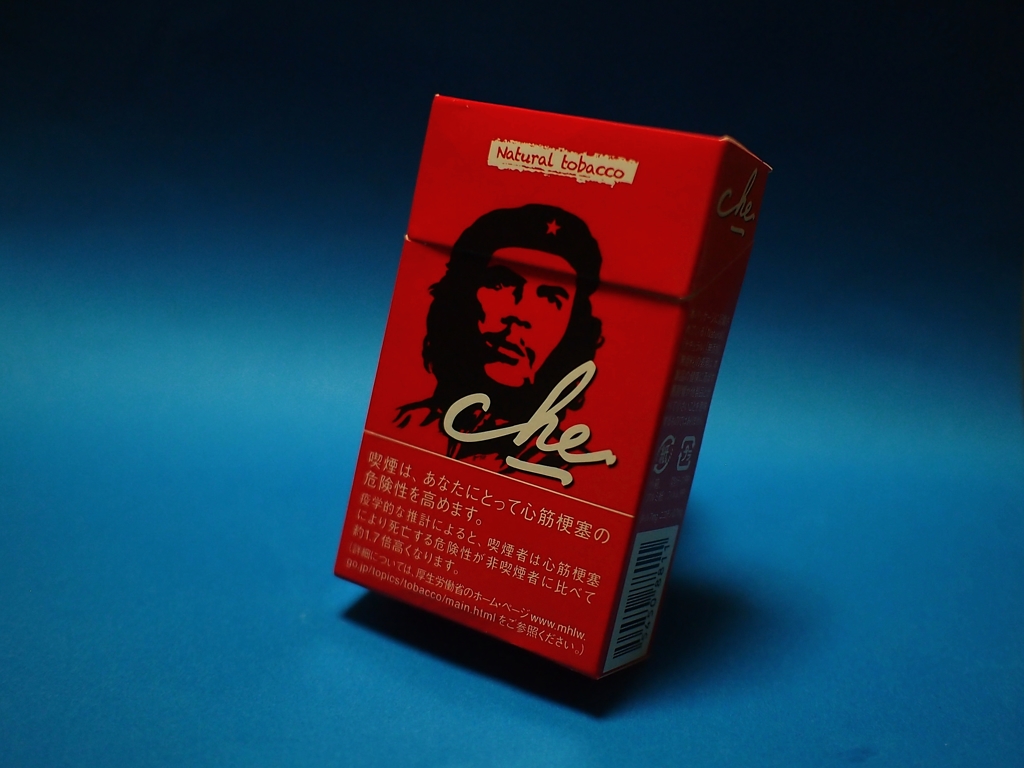 Natural tobacco
che
che
喫煙は、あなたにとって心筋梗塞の
危険性を高めます。
疫学的な推計によると、喫煙者は心筋梗塞
により死亡する危険性が非喫煙者に比べて
約1.7倍高くなります。
(詳細については、厚生労働省のホーム・ページwww.mhlw.
go.jp/topics/tobacco/main.htmlをご参照ください。)